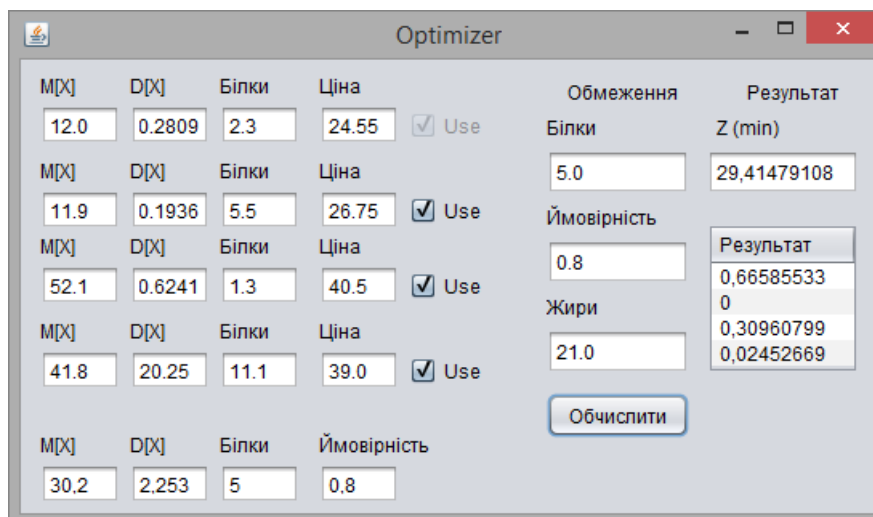 Optimizer
M[X] D[X] Білки Ціна
12.0 0.2809 2.3 24.55 Use
M[X] D[X] Білки Ціна
11.9 0.1936 5.5 26.75 Use
M[X] D[X] Білки Ціна
52.1 0.6241 1.3 40.5 Use
M[X] D[X] Білки Ціна
41.8 20.25 11.1 39.0 Use
M[X] D[X] Білки Ймовірність
30,2 2,253 5 0,8
Обмеження
Білки
5.0
Ймовірність
0.8
Жири
21.0
Обчислити
Результат
Z (min)
29,41479108
Результат
0,66585533
0
0,30960799
0,02452669